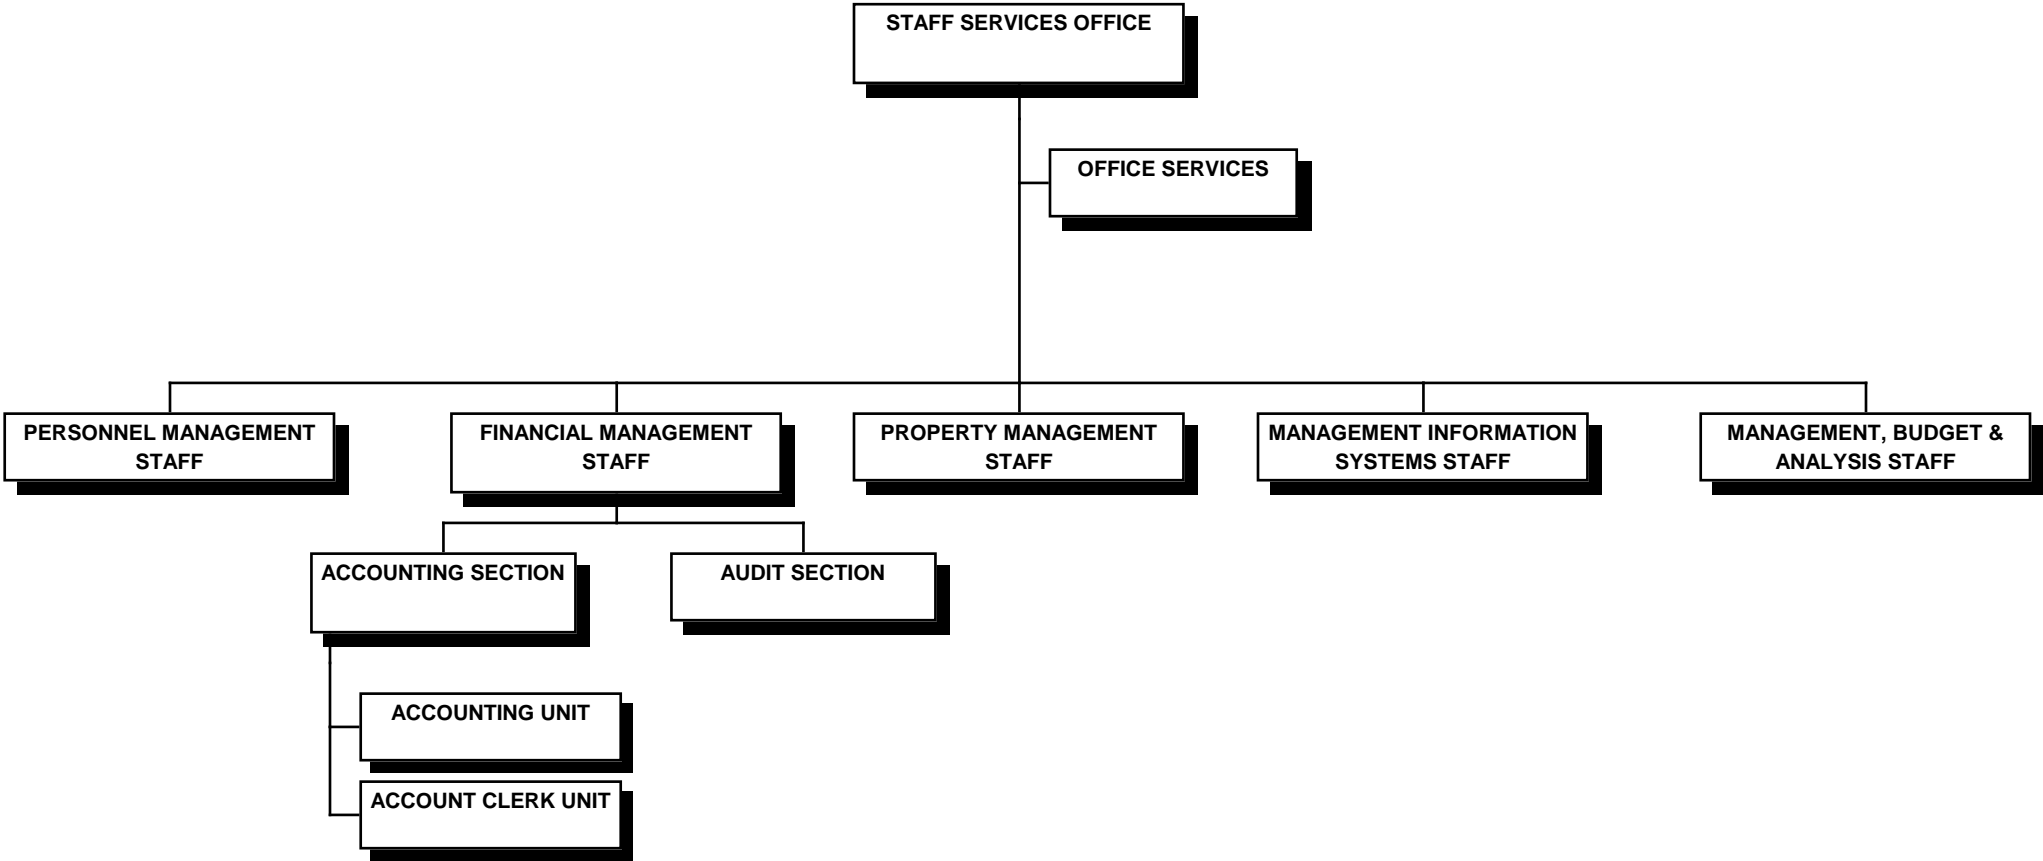 STAFF SERVICES OFFICE
OFFICE SERVICES
PERSONNEL MANAGEMENT
STAFF
FINANCIAL MANAGEMENT
STAFF
PROPERTY MANAGEMENT
STAFF
MANAGEMENT INFORMATION
SYSTEMS STAFF
MANAGEMENT, BUDGET &
ANALYSIS STAFF
ACCOUNTING SECTION
AUDIT SECTION
ACCOUNTING UNIT
ACCOUNT CLERK UNIT